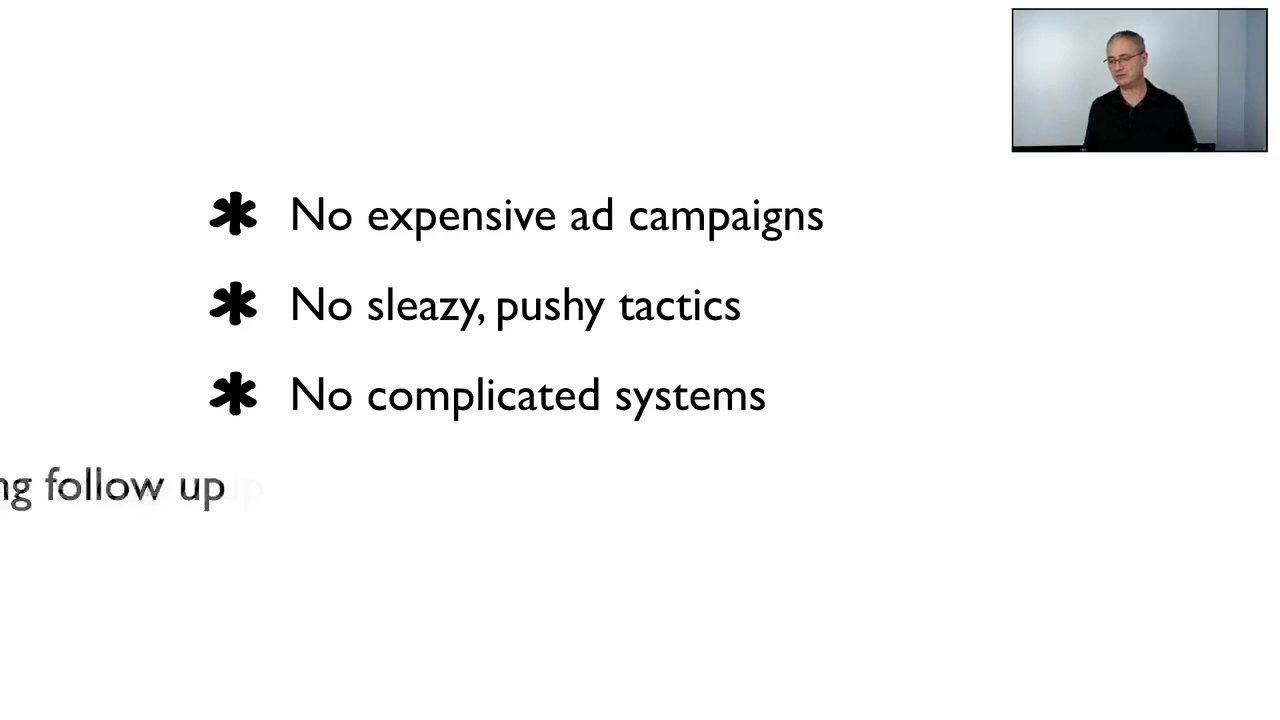 * No expensive ad campaigns
* No sleazy, pushy tactics
* No complicated systems
follow up